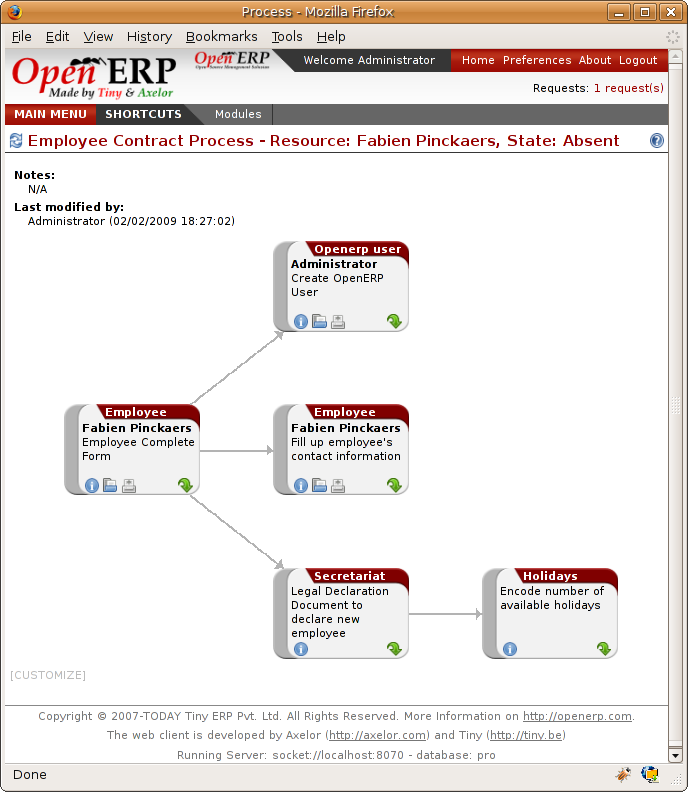 Process - Mozilla Firefox
File Edit View History Bookmarks Tools Help
Open ERP
Made by Tiny & Axelor
Open ERP
Open Source Management Solution
Welcome Administrator
Home Preferences About Logout
Requests: 1 request(s)
MAIN MENU SHORTCUTS Modules
Employee Contract Process - Resource: Fabien Pinckaers, State: Absent
Notes:
N/A
Last modified by:
Administrator (02/02/2009 18:27:02)
Openerp user
Administrator
Create OpenERP
User
Employee
Fabien Pinckaers
Employee Complete
Form
Employee
Fabien Pinckaers
Fill up employee's
contact information
Secretariat
Legal Declaration
Document to
declare new
employee
Holidays
Encode number of
available holidays
[CUSTOMIZE]
Copyright © 2007-TODAY Tiny ERP Pvt. Ltd. All Rights Reserved. More Information on http://openerp.com.
The web client is developed by Axelor (http://axelor.com) and Tiny (http://tiny.be)
Running Server: socket://localhost:8070 - database: pro
Done